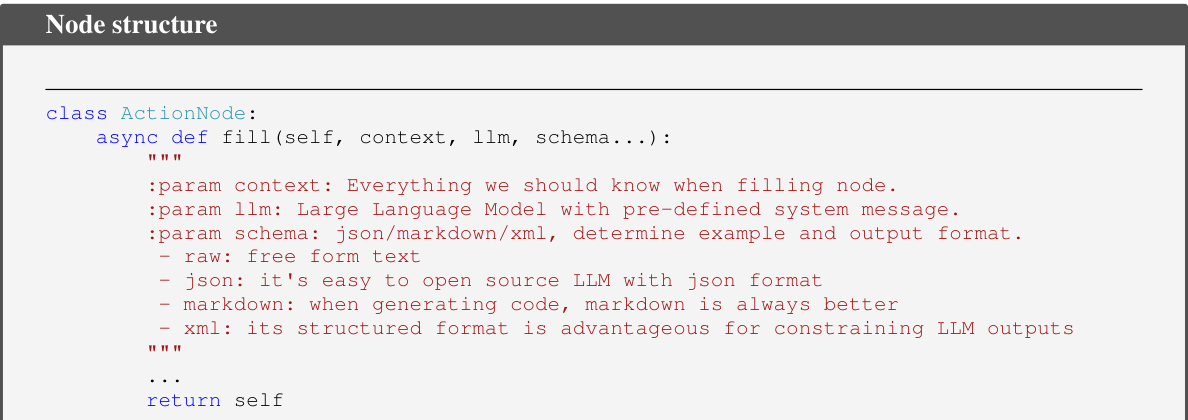 Node structure
class ActionNode:
    async def fill(self, context, llm, schema...):
        """
        :param context: Everything we should know when filling node.
        :param llm: Large Language Model with pre-defined system message.
        :param schema: json/markdown/xml, determine example and output format.
         - raw: free form text
         - json: it's easy to open source LLM with json format
         - markdown: when generating code, markdown is always better
         - xml: its structured format is advantageous for constraining LLM outputs
        """
        ...
        return self